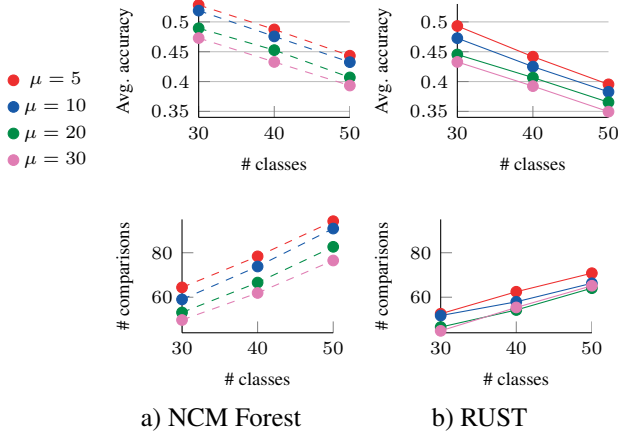 Avg. accuracy
0.5
0.45
0.4
0.35
30 40 50
# classes
Avg. accuracy
0.5
0.45
0.4
0.35
30 40 50
# classes
μ = 5
μ = 10
μ = 20
μ = 30
# comparisons
80
60
30 40 50
# classes
# comparisons
80
60
30 40 50
# classes
a) NCM Forest
b) RUST